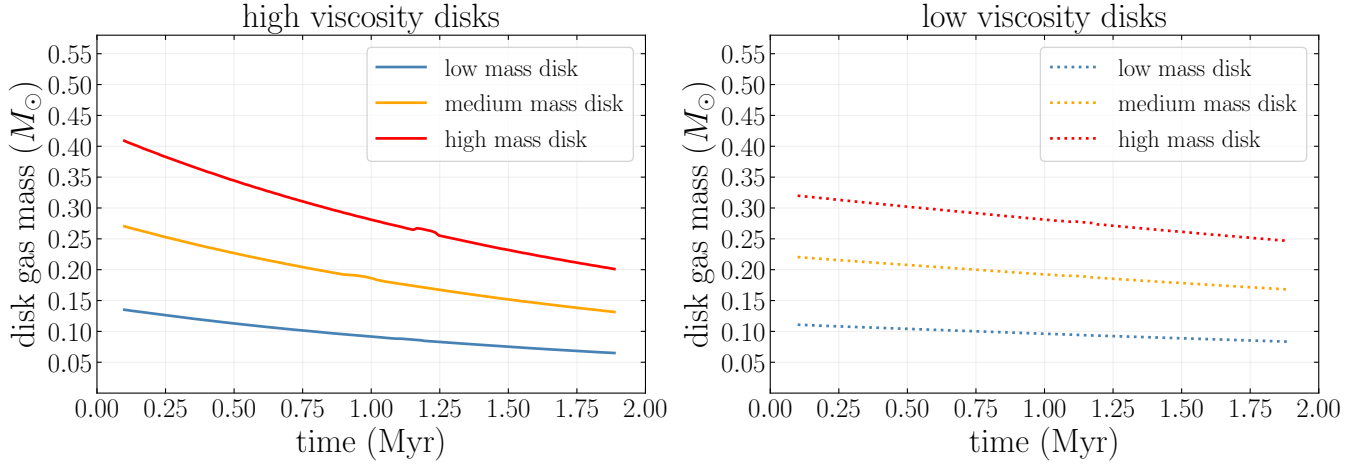 high viscosity disks
disk gas mass (M⊙)
0.55
0.50
0.45
0.40
0.35
0.30
0.25
0.20
0.15
0.10
0.05
low mass disk
medium mass disk
high mass disk
0.00 0.25 0.50 0.75 1.00 1.25 1.50 1.75 2.00
time (Myr)
low viscosity disks
disk gas mass (M⊙)
0.55
0.50
0.45
0.40
0.35
0.30
0.25
0.20
0.15
0.10
0.05
low mass disk
medium mass disk
high mass disk
0.00 0.25 0.50 0.75 1.00 1.25 1.50 1.75 2.00
time (Myr)